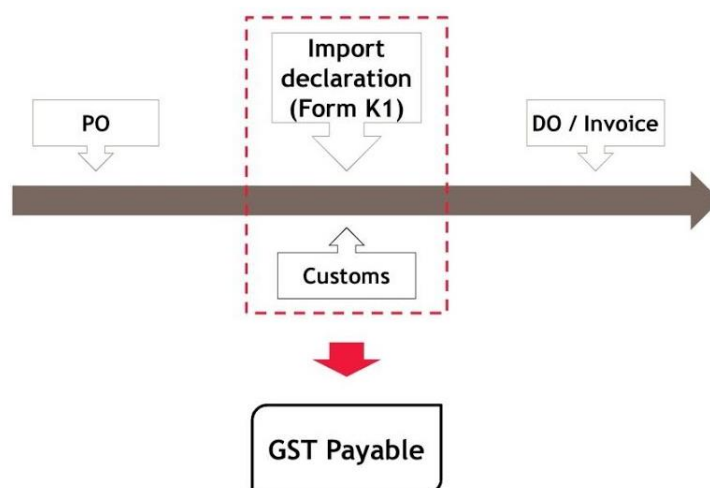 Import
declaration
(Form K1)
PO
DO / Invoice
Customs
GST Payable